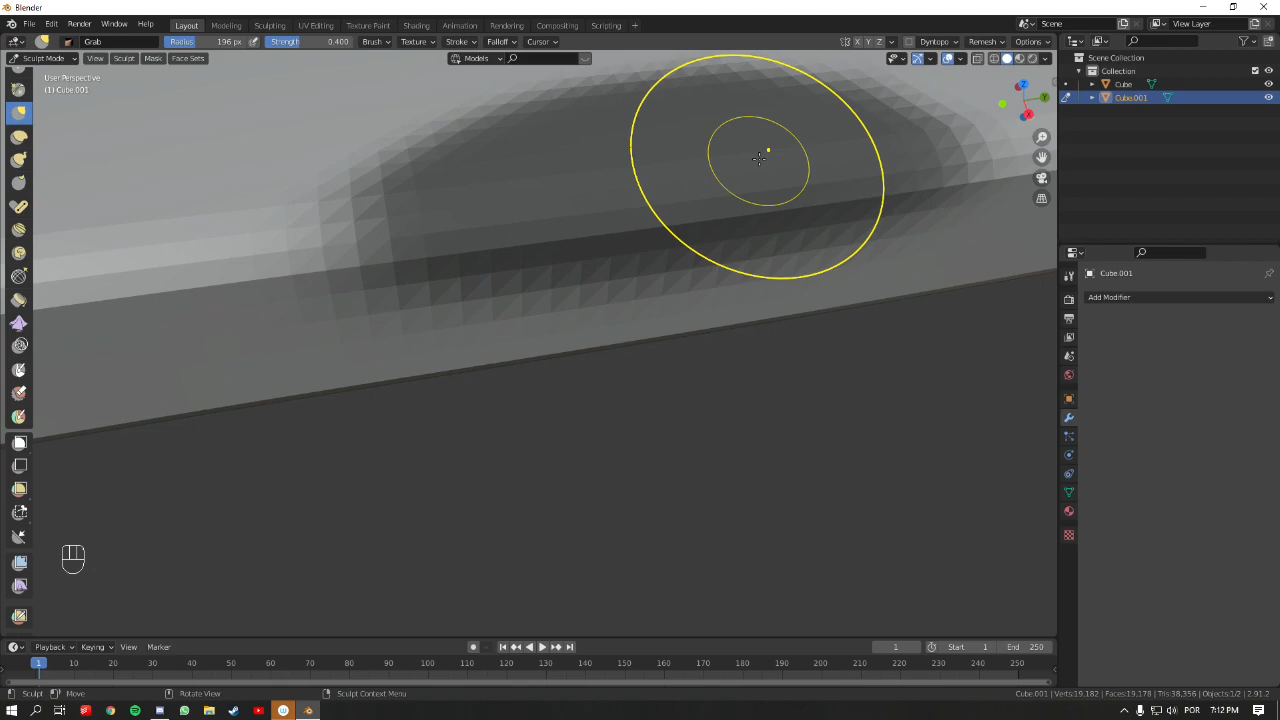 Blender
File Edit Render Window Help Layout Modeling Sculpting UV Editing Texture Paint Shading Animation Rendering Compositing Scripting + Scene View Layer
Grab Radius 196 px Strength 0.400 Brush Texture Stroke Falloff Cursor X Y Z Dyntopo Remesh Options
Sculpt Mode View Sculpt Mask Face Sets Models
Scene Collection
Collection
Cube
Cube.001
User Perspective
(1) Cube.001
Z
Y
X
Cube.001
Add Modifier
Playback Keying View Marker 1 Start 1 End 250
1 10 20 30 40 50 60 70 80 90 100 110 120 130 140 150 160 170 180 190 200 210 220 230 240 250
Sculpt Move Rotate View Sculpt Context Menu Cube.001 | Verts:19,182 | Faces:19,178 | Tris:38,356 | Objects:1/2 | 2.91.2
POR 7:12 PM